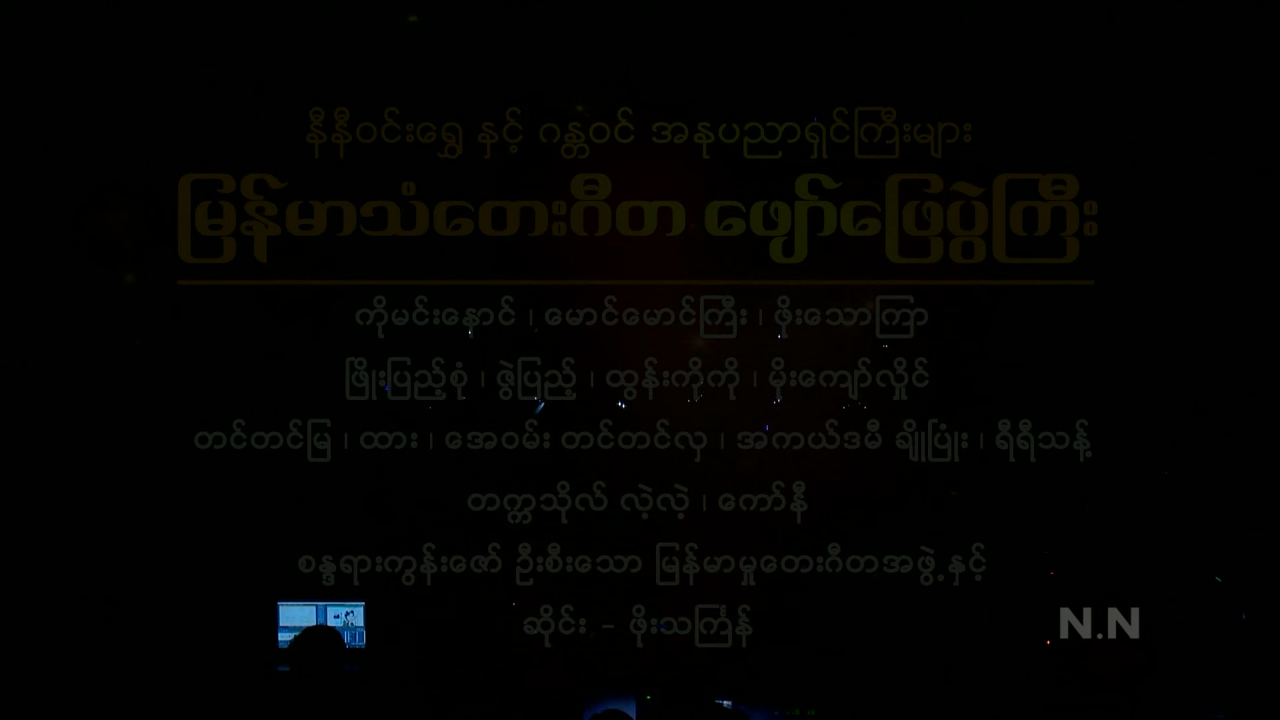 နီနီဝင်းရွှေ နှင့် ဂန္တဝင် အနုပညာရှင်ကြီးများ
မြန်မာသံတေးဂီတ ဖျော်ဖြေပွဲကြီး
ကိုမင်းနောင် ၊ မောင်မောင်ကြီး ၊ ဖိုးသောကြာ
ဖြိုးပြည့်စုံ ၊ ဇွဲပြည့် ၊ ထွန်းကိုကို ၊ မိုးကျော်လှိုင်
တင်တင်မြ ၊ ထား ၊ အေဝမ်း တင်တင်လှ ၊ အကယ်ဒမီ ချိုပြုံး ၊ ရီရီသန့်
တက္ကသိုလ် လဲ့လဲ့ ၊ ကော်နီ
စန္ဒရားကွန်းဇော် ဦးစီးသော မြန်မာမှုတေးဂီတအဖွဲ့ နှင့်
ဆိုင်း - ဖိုးသင်္ကြန်
N.N